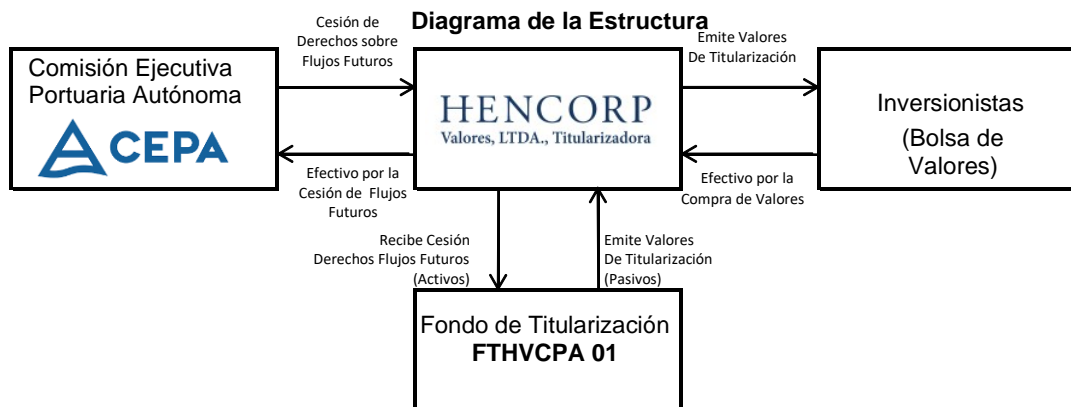 Diagrama de la Estructura
Cesión de
Derechos sobre
Flujos Futuros
Emite Valores
De Titularización
Comisión Ejecutiva
Portuaria Autónoma
CEPA
HENCORP
Valores, LTDA., Titularizadora
Inversionistas
(Bolsa de
Valores)
Efectivo por la
Cesión de Flujos
Futuros
Efectivo por la
Compra de Valores
Recibe Cesión
Derechos Flujos Futuros
(Activos)
Emite Valores
De Titularización
(Pasivos)
Fondo de Titularización
FTHVCPA 01